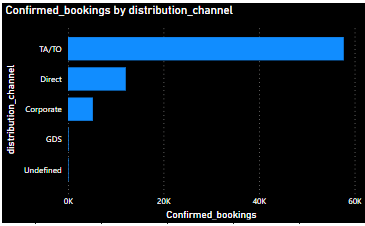 Confirmed_bookings by distribution_channel
distribution_channel
TA/TO
Direct
Corporate
GDS
Undefined
0K 20K 40K 60K
Confirmed_bookings